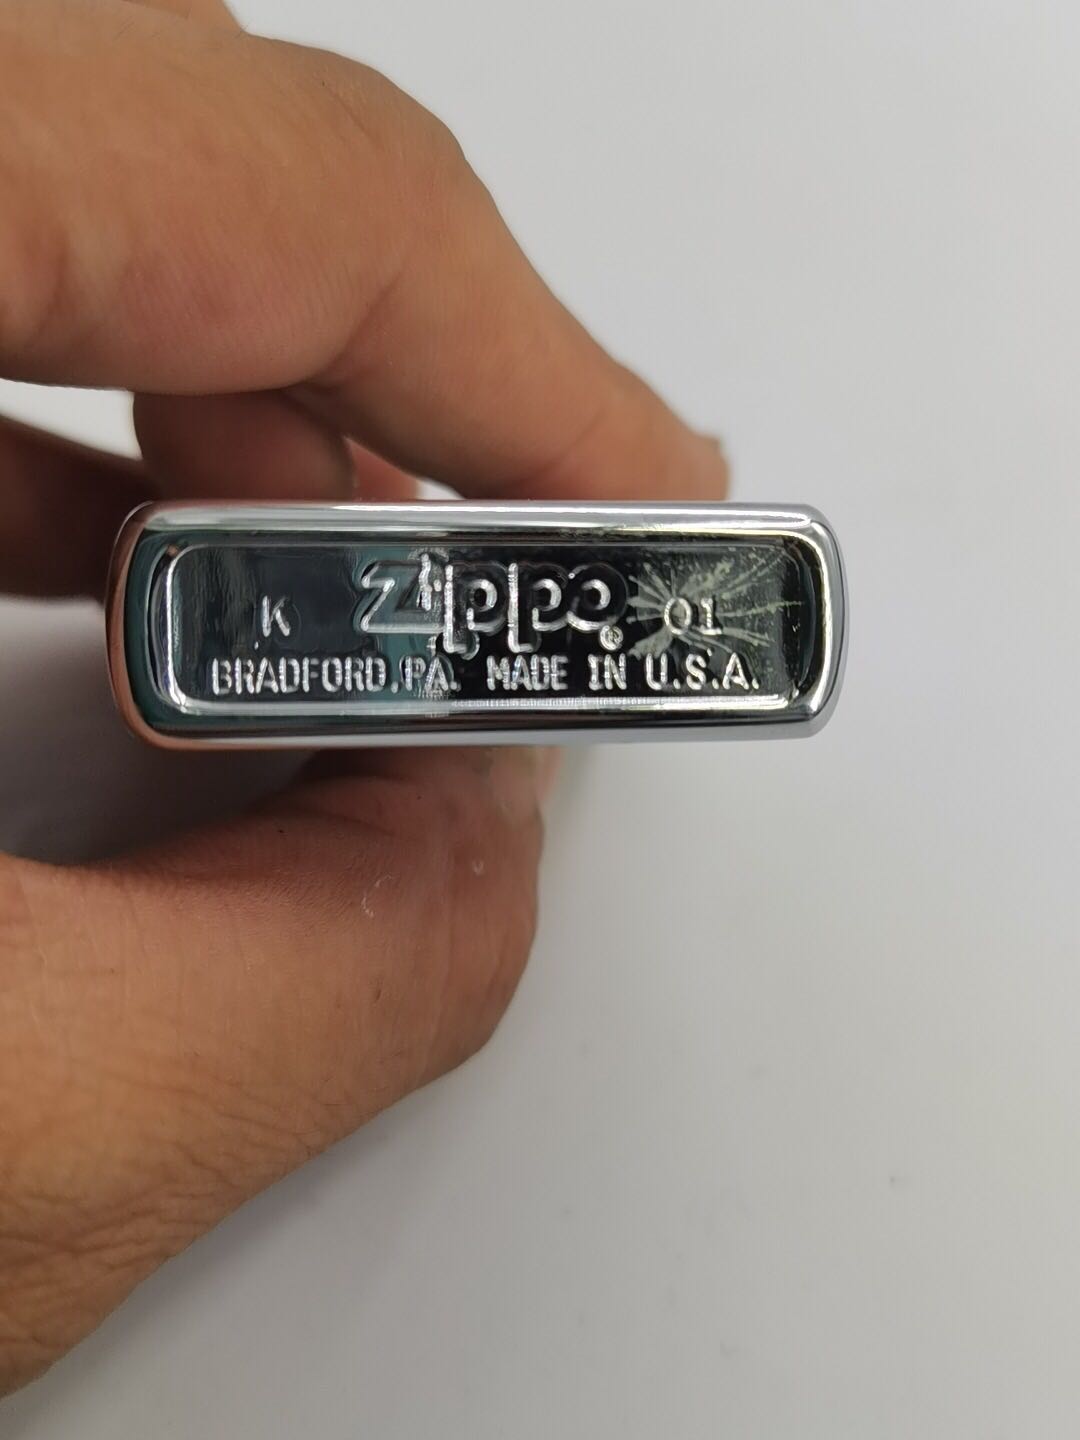 K Zippo® 01
BRADFORD,PA. MADE IN U.S.A.